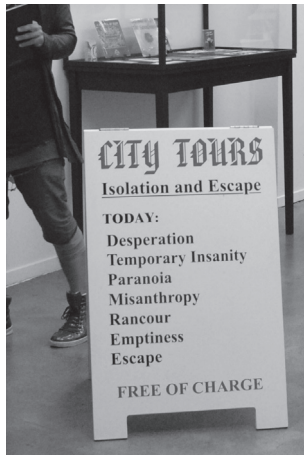 CITY TOURS
Isolation and Escape
TODAY:
Desperation
Temporary Insanity
Paranoia
Misanthropy
Rancour
Emptiness
Escape
FREE OF CHARGE